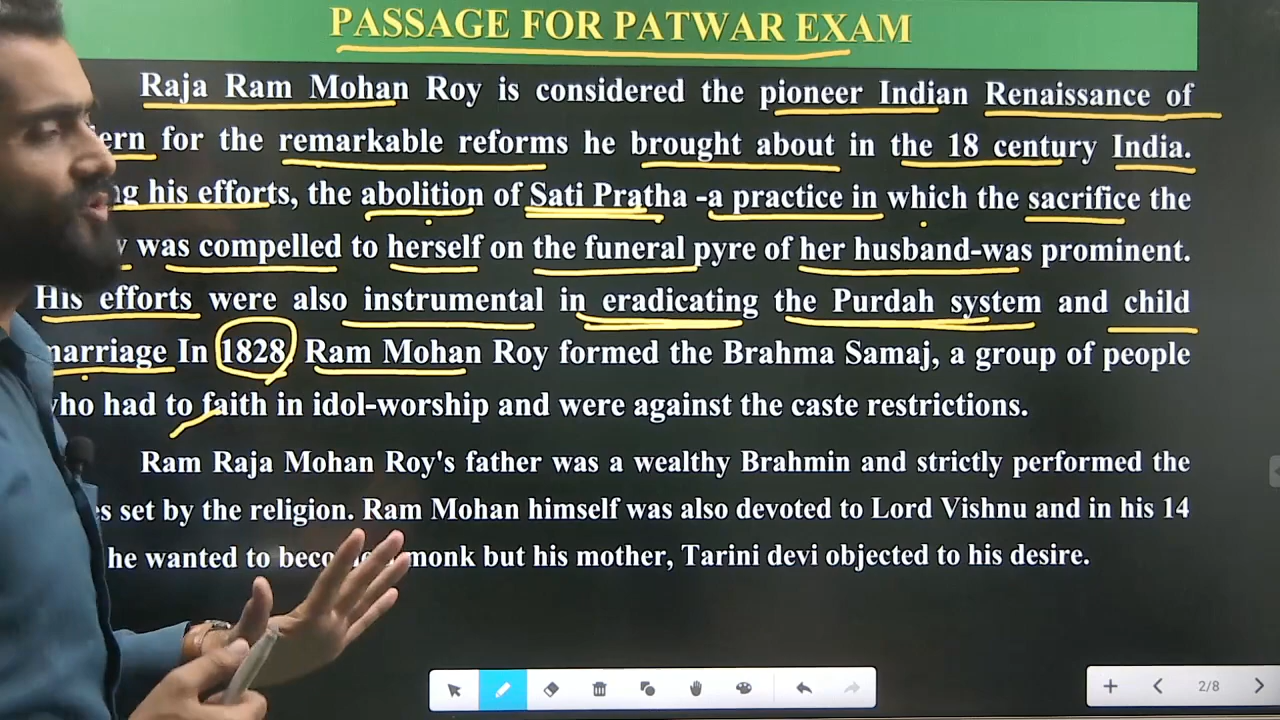 PASSAGE FOR PATWAR EXAM
Raja Ram Mohan Roy is considered the pioneer Indian Renaissance of
for the remarkable reforms he brought about in the 18 century India.
his efforts, the abolition of Sati Pratha -a practice in which the sacrifice the
was compelled to herself on the funeral pyre of her husband-was prominent.
His efforts were also instrumental in eradicating the Purdah system and child
marriage In 1828, Ram Mohan Roy formed the Brahma Samaj, a group of people
who had to faith in idol-worship and were against the caste restrictions.
Ram Raja Mohan Roy's father was a wealthy Brahmin and strictly performed the
set by the religion. Ram Mohan himself was also devoted to Lord Vishnu and in his 14
he wanted to monk but his mother, Tarini devi objected to his desire.
2/8